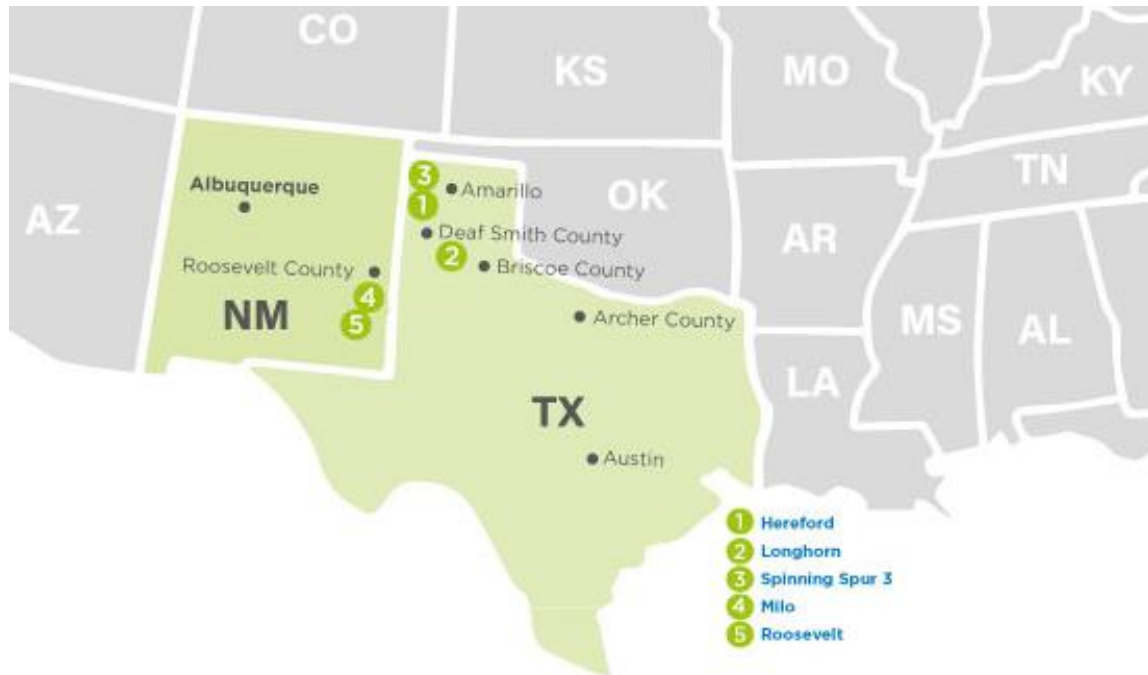 CO
KS
MO
KY
Albuquerque
3
Amarillo
1
AZ
OK
TN
Deaf Smith County
AR
2
Briscoe County
Roosevelt County
4
NM
5
Archer County
MS
AL
LA
TX
Austin
1 Hereford
2 Longhorn
3 Spinning Spur 3
4 Milo
5 Roosevelt